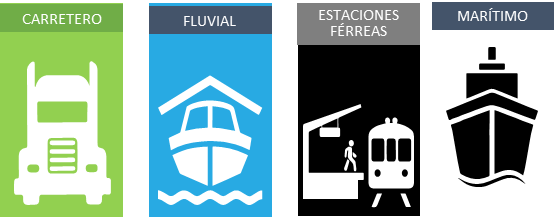 CARRETERO
FLUVIAL
ESTACIONES
FÉRREAS
MARÍTIMO